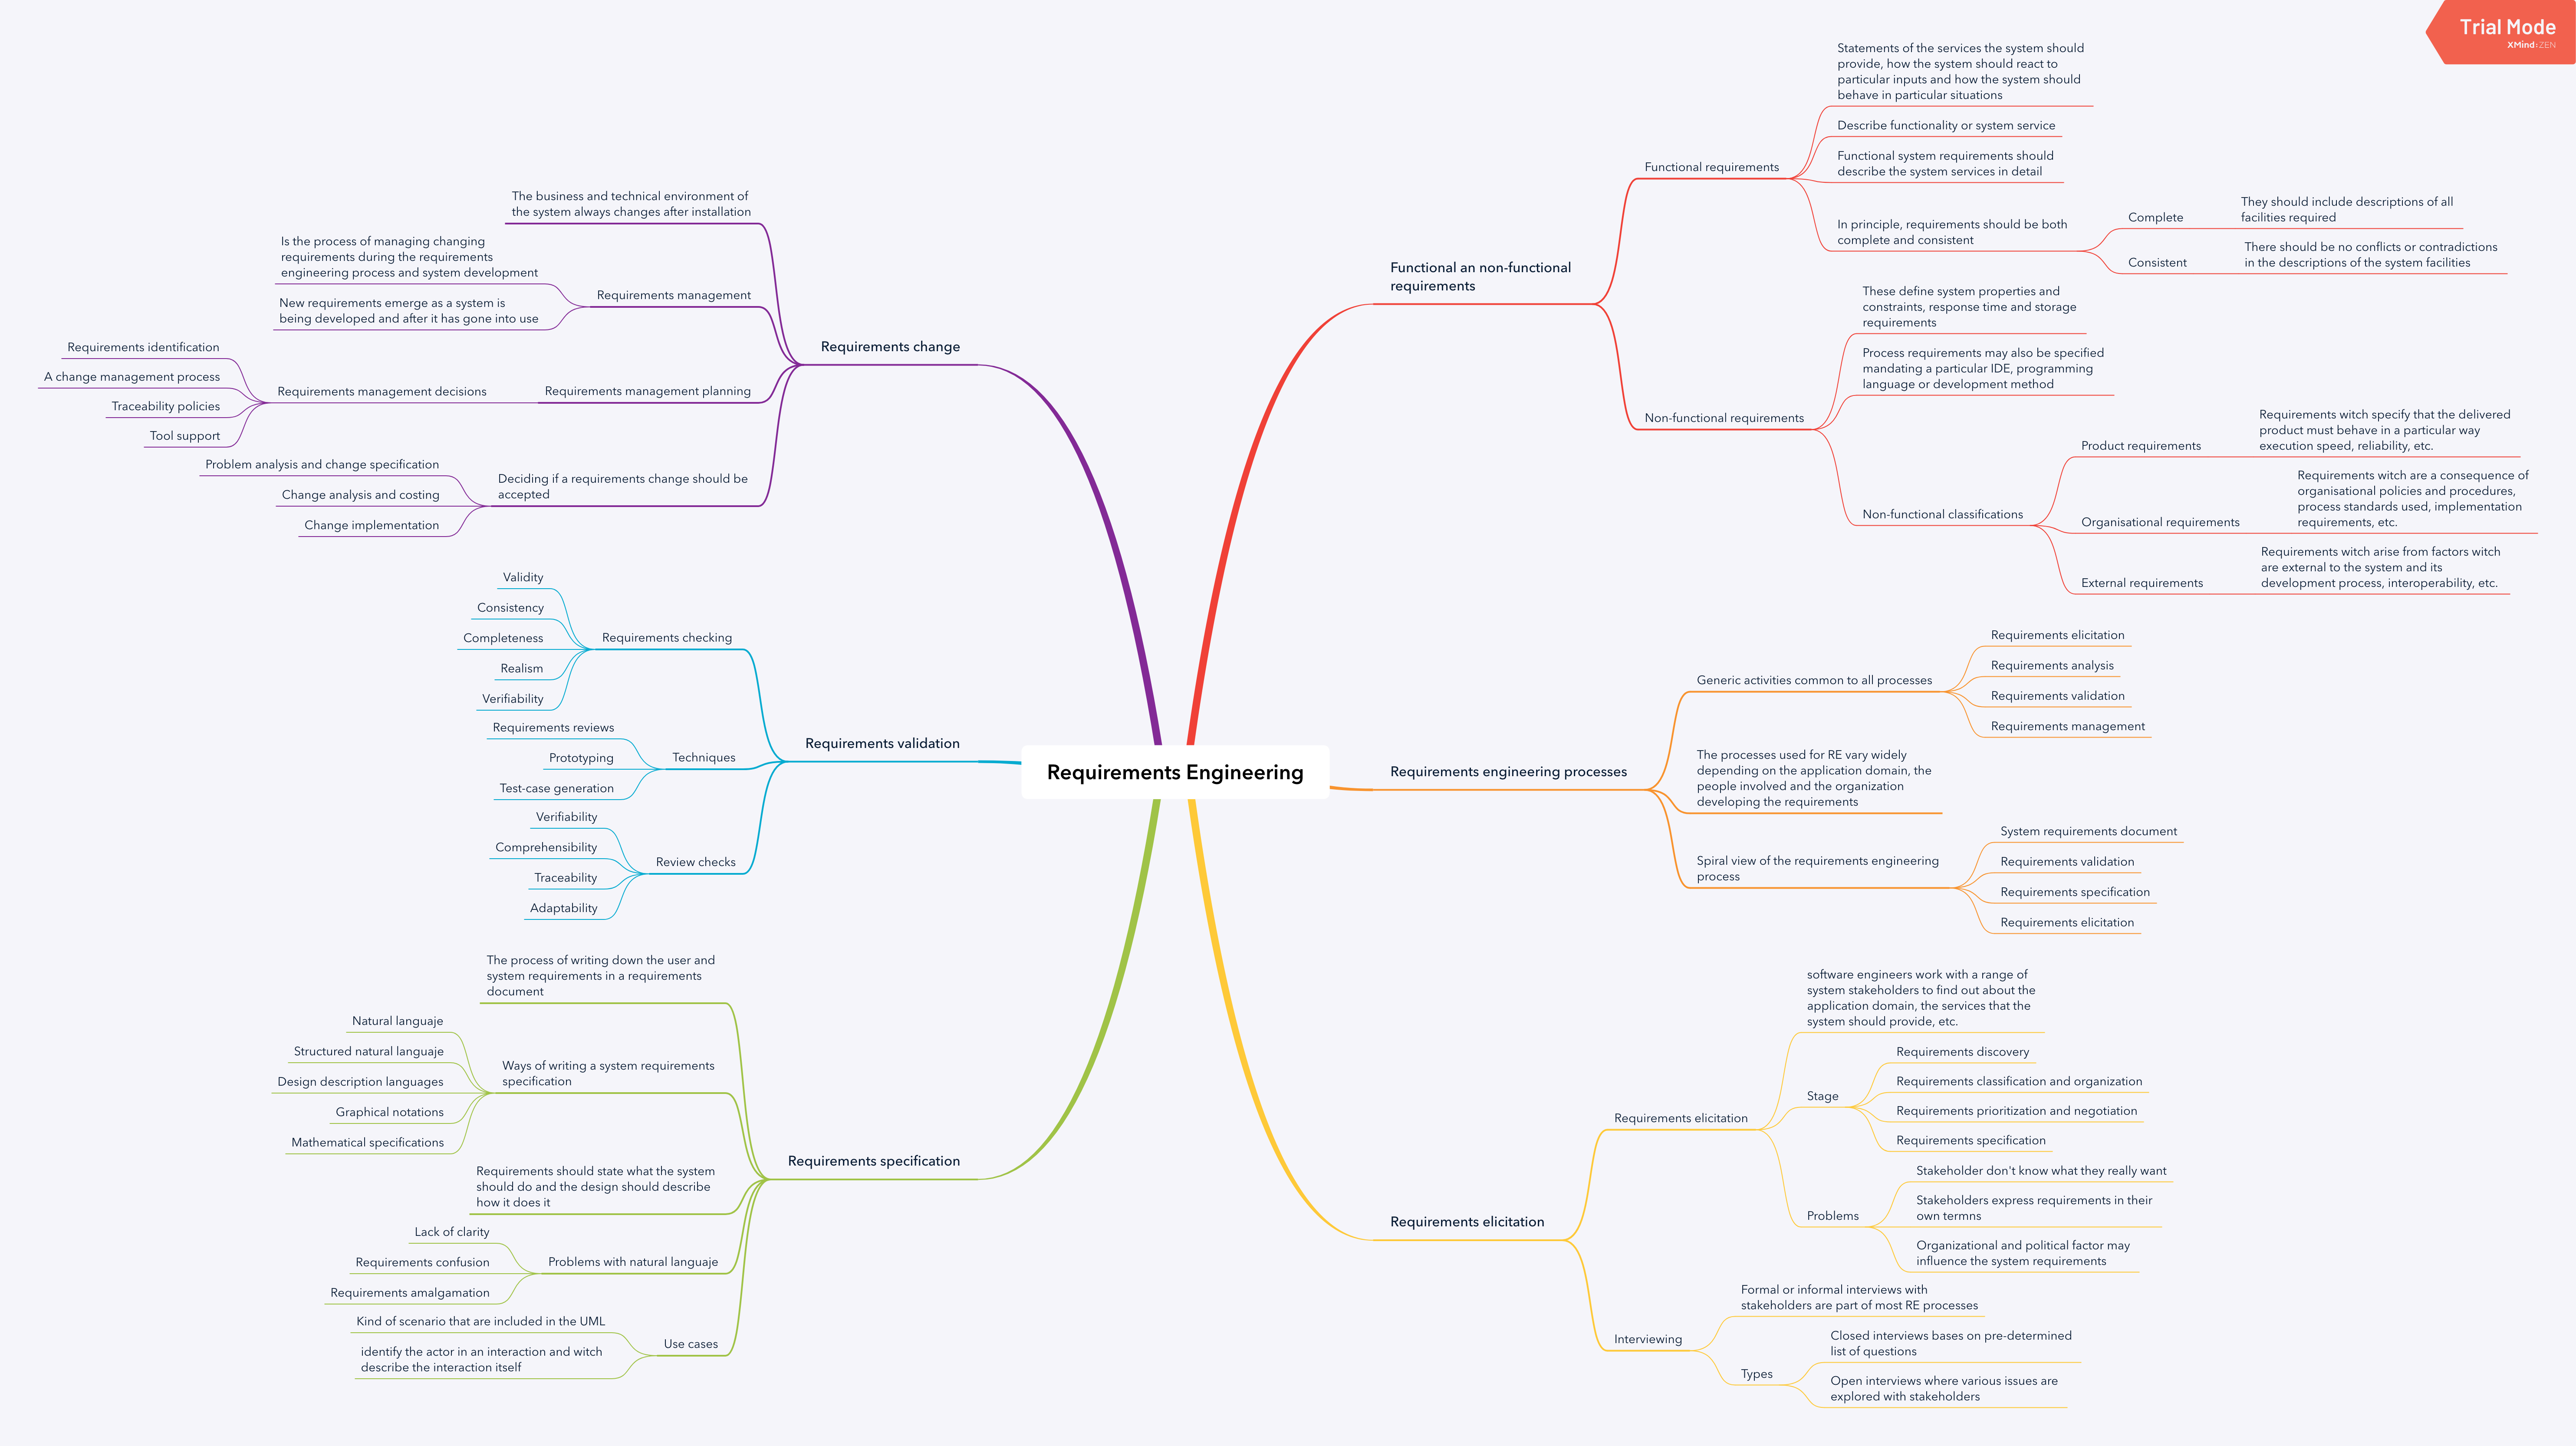 Trial Mode
XMind:ZEN
Requirements Engineering
Functional an non-functional
requirements
Functional requirements
Statements of the services the system should
provide, how the system should react to
particular inputs and how the system should
behave in particular situations
Describe functionality or system service
Functional system requirements should
describe the system services in detail
In principle, requirements should be both
complete and consistent
Complete
They should include descriptions of all
facilities required
Consistent
There should be no conflicts or contradictions
in the descriptions of the system facilities
Non-functional requirements
These define system properties and
constraints, response time and storage
requirements
Process requirements may also be specified
mandating a particular IDE, programming
language or development method
Non-functional classifications
Product requirements
Requirements witch specify that the delivered
product must behave in a particular way
execution speed, reliability, etc.
Organisational requirements
Requirements witch are a consequence of
organisational policies and procedures,
process standards used, implementation
requirements, etc.
External requirements
Requirements witch arise from factors witch
are external to the system and its
development process, interoperability, etc.
Requirements engineering processes
Generic activities common to all processes
Requirements elicitation
Requirements analysis
Requirements validation
Requirements management
The processes used for RE vary widely
depending on the application domain, the
people involved and the organization
developing the requirements
Spiral view of the requirements engineering
process
System requirements document
Requirements validation
Requirements specification
Requirements elicitation
Requirements elicitation
Requirements elicitation
software engineers work with a range of
system stakeholders to find out about the
application domain, the services that the
system should provide, etc.
Stage
Requirements discovery
Requirements classification and organization
Requirements prioritization and negotiation
Requirements specification
Problems
Stakeholder don't know what they really want
Stakeholders express requirements in their
own termns
Organizational and political factor may
influence the system requirements
Interviewing
Formal or informal interviews with
stakeholders are part of most RE processes
Types
Closed interviews bases on pre-determined
list of questions
Open interviews where various issues are
explored with stakeholders
Requirements change
The business and technical environment of
the system always changes after installation
Requirements management
Is the process of managing changing
requirements during the requirements
engineering process and system development
New requirements emerge as a system is
being developed and after it has gone into use
Requirements management planning
Requirements management decisions
Requirements identification
A change management process
Traceability policies
Tool support
Deciding if a requirements change should be
accepted
Problem analysis and change specification
Change analysis and costing
Change implementation
Requirements validation
Requirements checking
Validity
Consistency
Completeness
Realism
Verifiability
Techniques
Requirements reviews
Prototyping
Test-case generation
Review checks
Verifiability
Comprehensibility
Traceability
Adaptability
Requirements specification
The process of writing down the user and
system requirements in a requirements
document
Ways of writing a system requirements
specification
Natural languaje
Structured natural languaje
Design description languages
Graphical notations
Mathematical specifications
Requirements should state what the system
should do and the design should describe
how it does it
Problems with natural languaje
Lack of clarity
Requirements confusion
Requirements amalgamation
Use cases
Kind of scenario that are included in the UML
identify the actor in an interaction and witch
describe the interaction itself